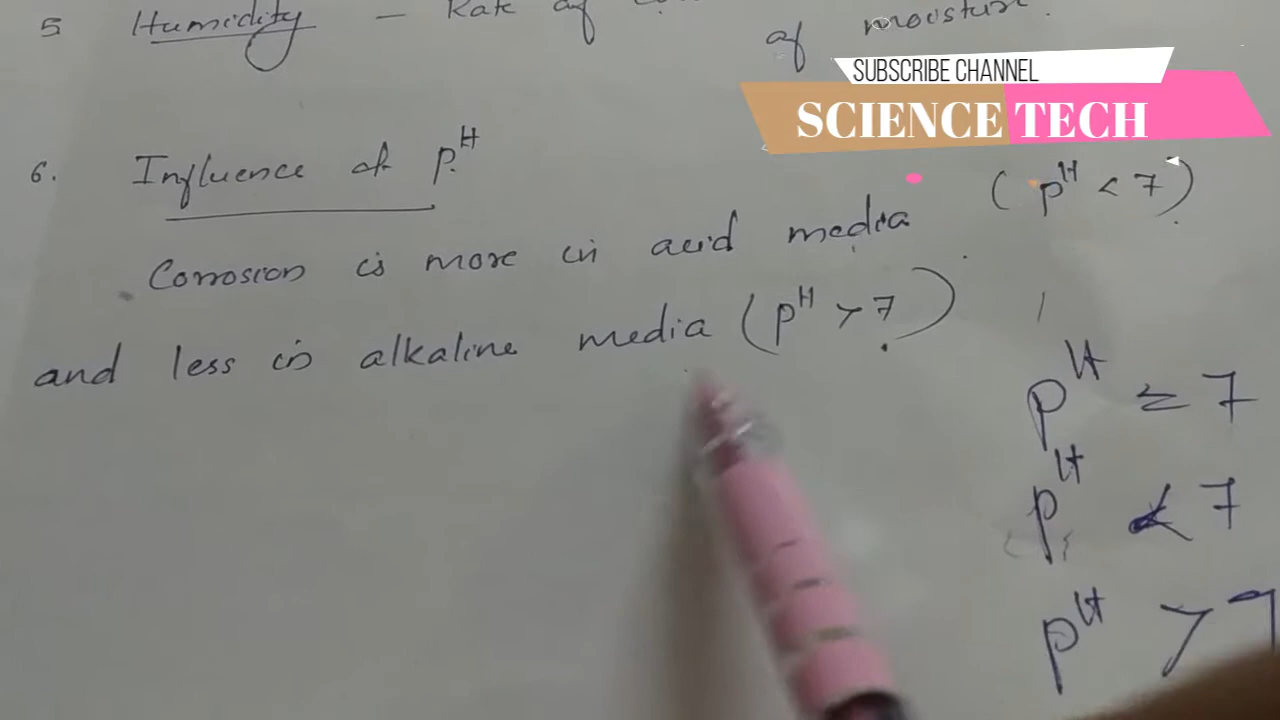 5 Humidity - Rate of
of moisture.
SUBSCRIBE CHANNEL
SCIENCE TECH
6. Influence of pH
Corrosion is more in acid media (pH < 7)
and less in alkaline media (pH > 7)
pH = 7
pH < 7
pH > 7